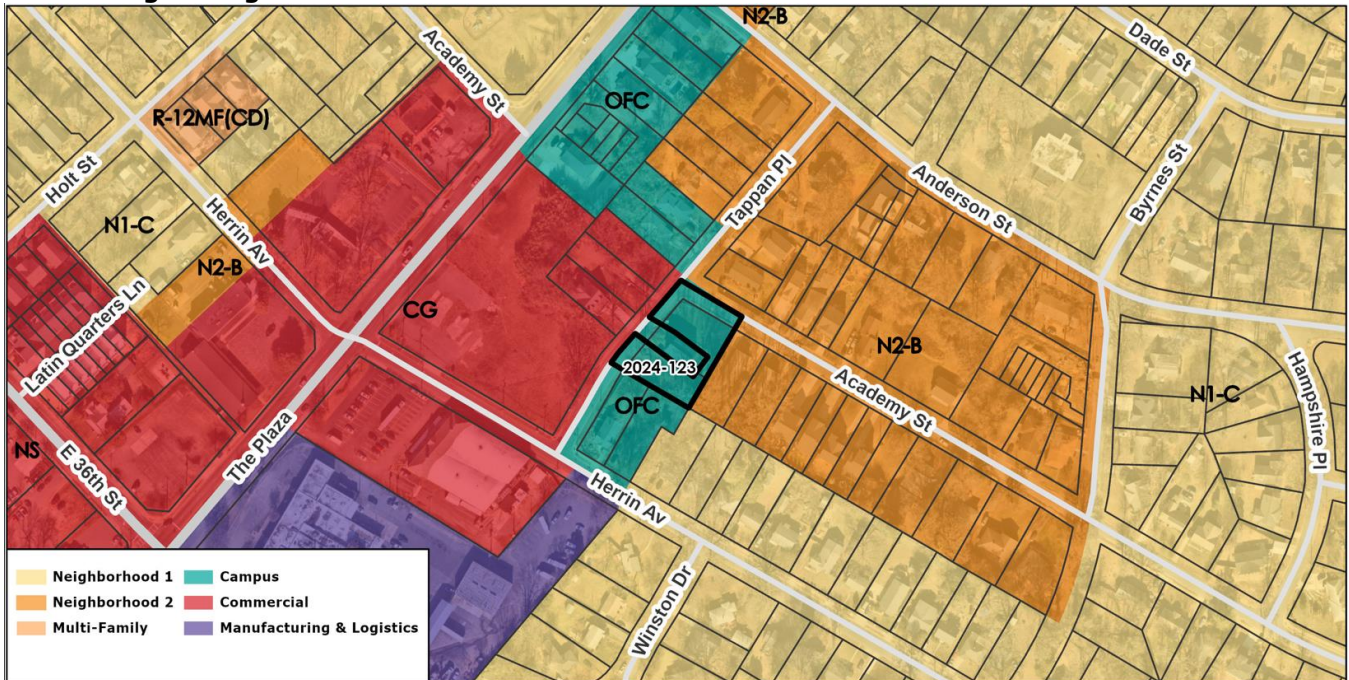 N2-B
Dade St
Academy St
OFC
R-12MF(CD)
Tappan Pl
Anderson St
Byrnes St
Holt St
N1-C
Herrin Av
N2-B
Latin Quarters Ln
CG
N2-B
2024-123
Academy St
N1-C
Hampshire Pl
OFC
NS
E 36th St
The Plaza
Herrin Av
Winston Dr
Neighborhood 1
Neighborhood 2
Multi-Family
Campus
Commercial
Manufacturing & Logistics